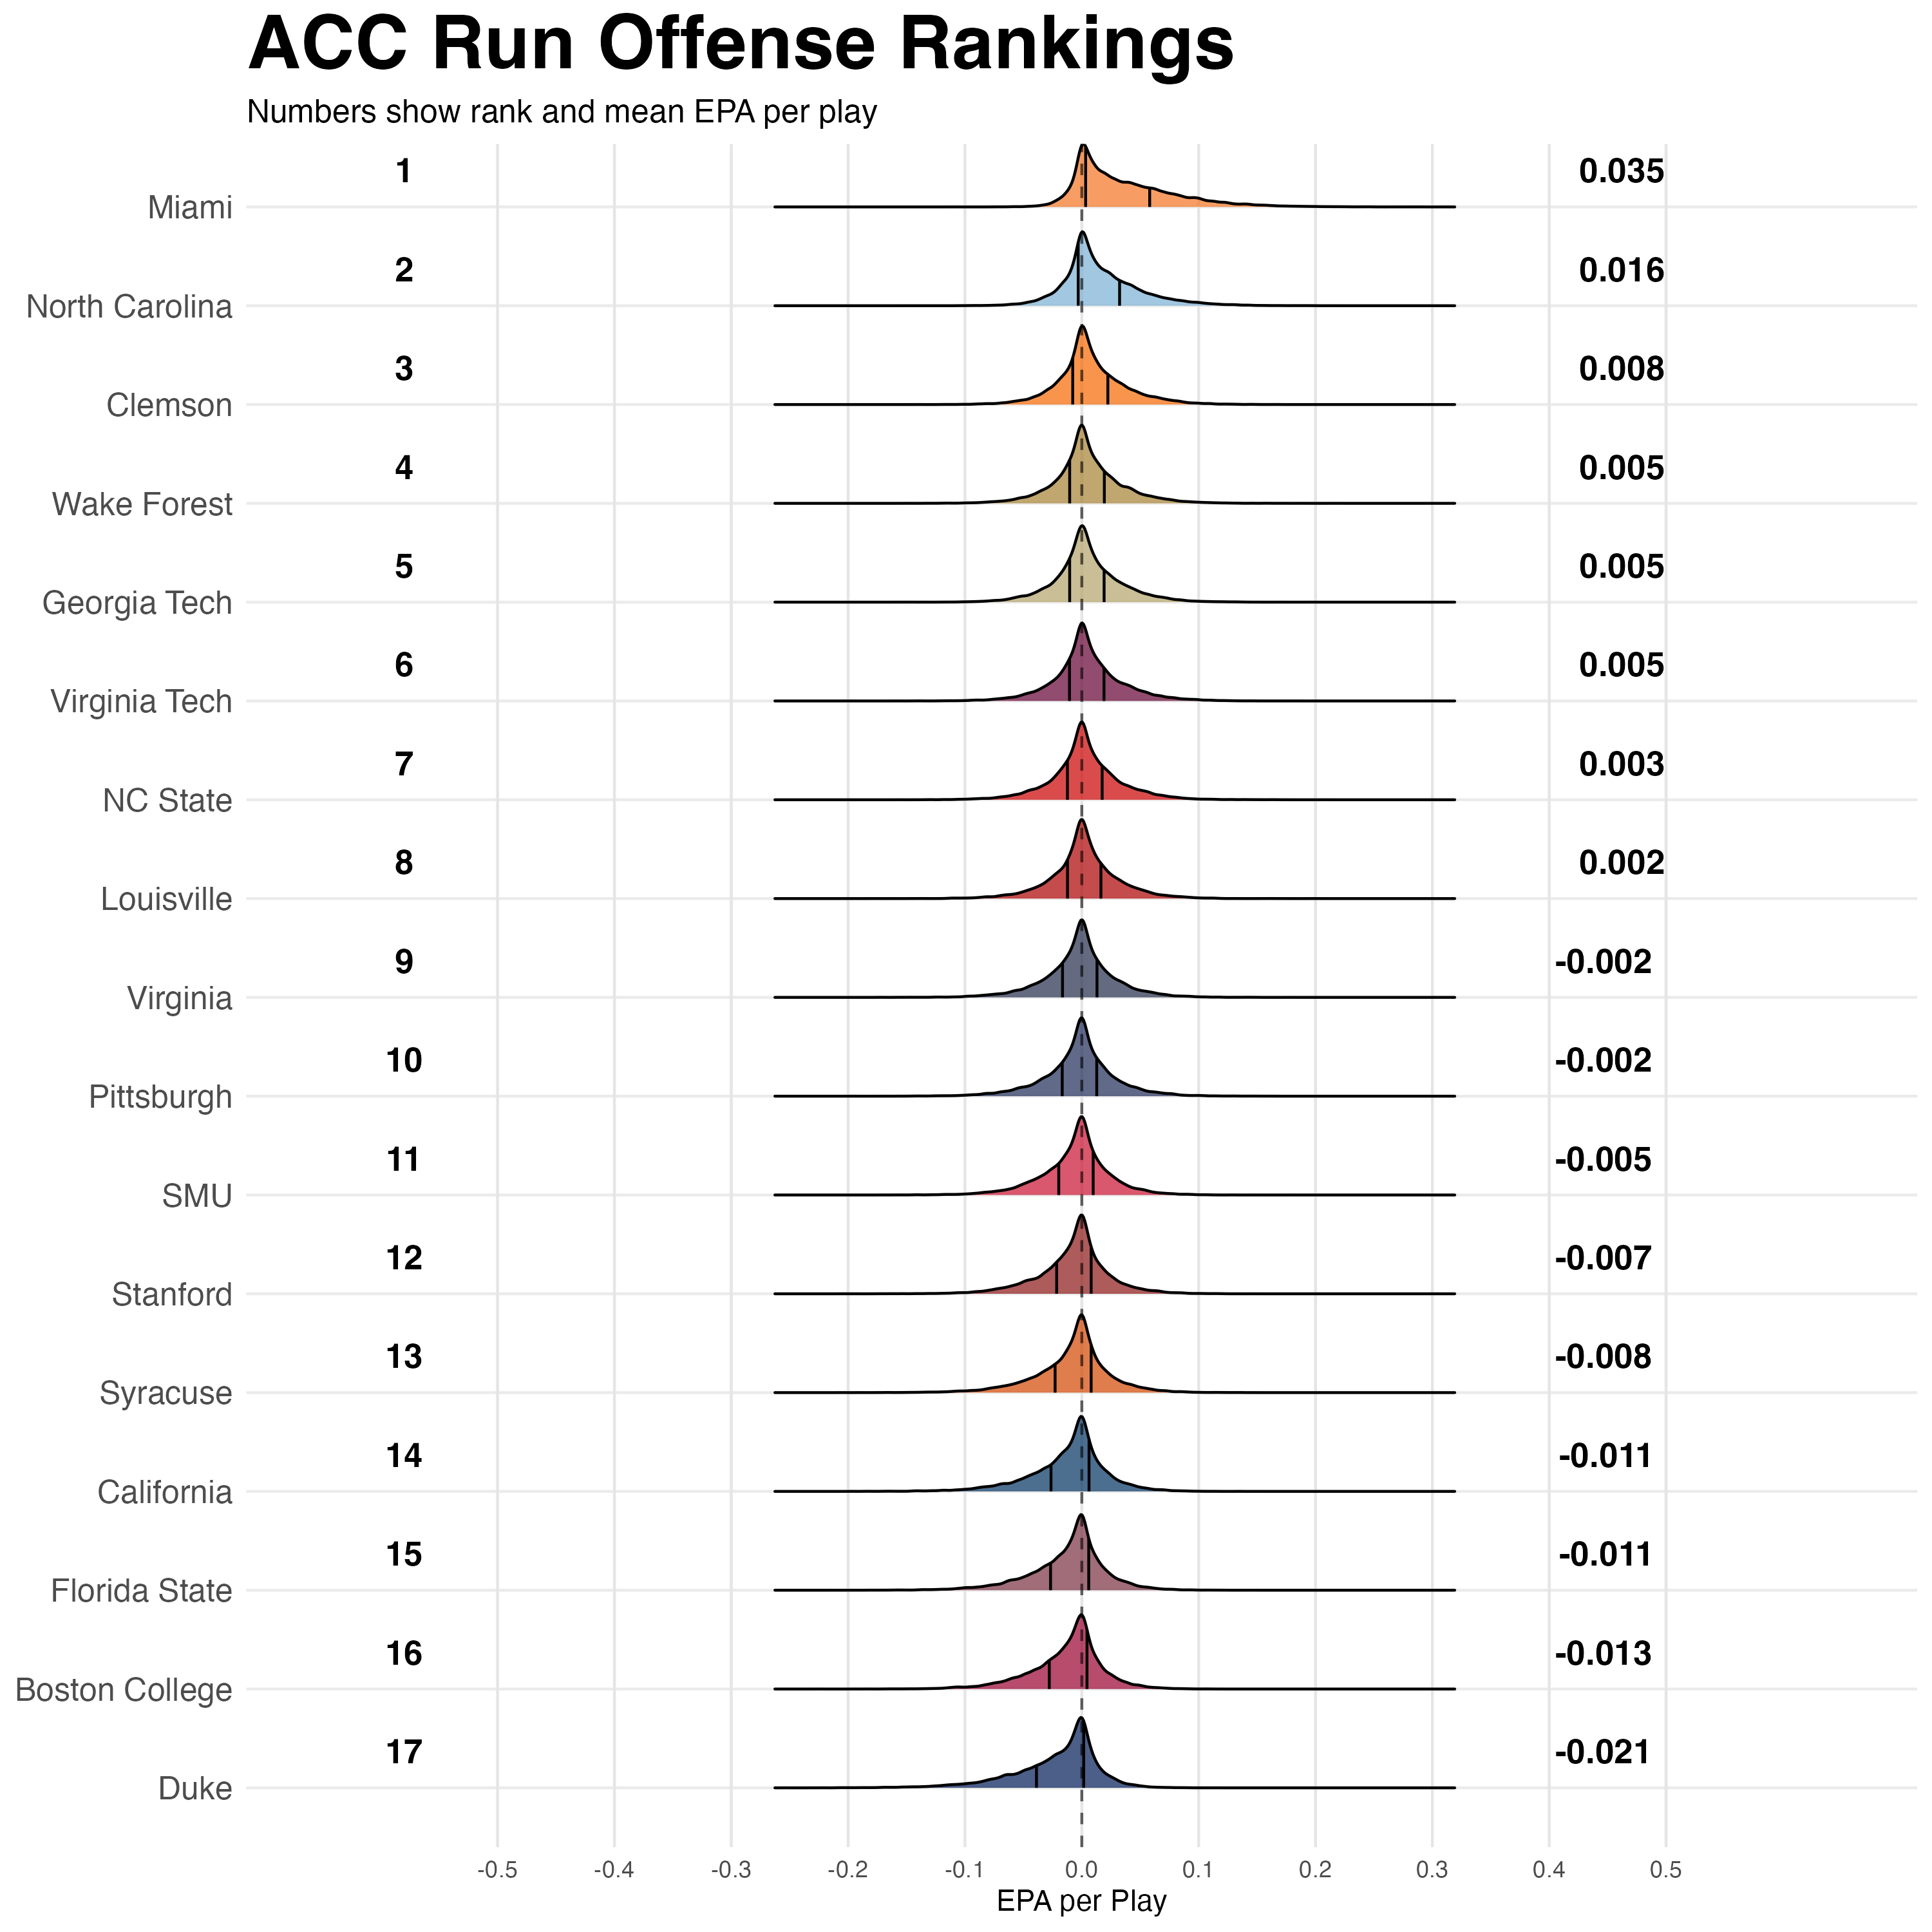 ACC Run Offense Rankings
Numbers show rank and mean EPA per play
1 0.035
Miami
2 0.016
North Carolina
3 0.008
Clemson
4 0.005
Wake Forest
5 0.005
Georgia Tech
6 0.005
Virginia Tech
7 0.003
NC State
8 0.002
Louisville
9 -0.002
Virginia
10 -0.002
Pittsburgh
11 -0.005
SMU
12 -0.007
Stanford
13 -0.008
Syracuse
14 -0.011
California
15 -0.011
Florida State
16 -0.013
Boston College
17 -0.021
Duke
-0.5 -0.4 -0.3 -0.2 -0.1 0.0 0.1 0.2 0.3 0.4 0.5
EPA per Play